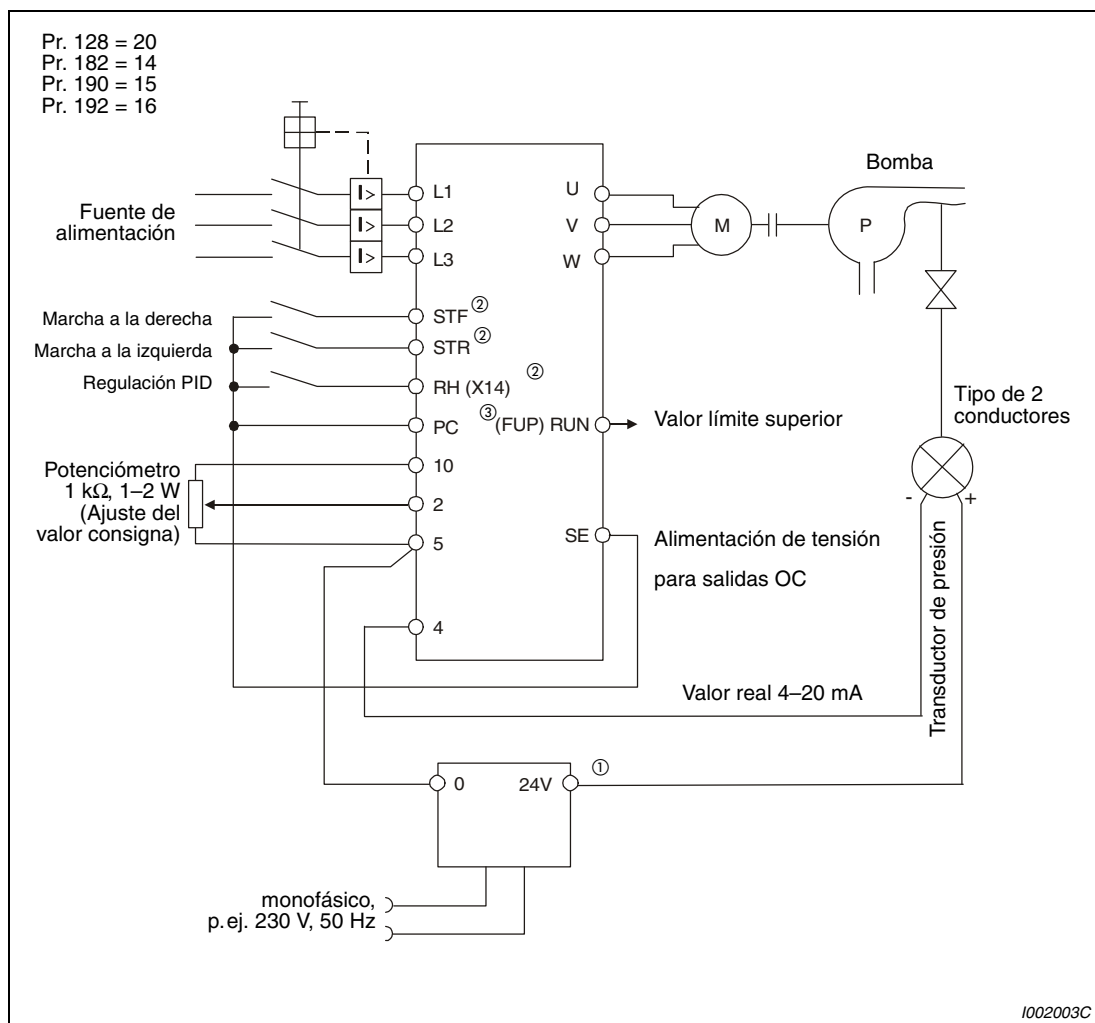 Pr. 128 = 20
Pr. 182 = 14
Pr. 190 = 15
Pr. 192 = 16
Bomba
I>
I>
I>
L1
L2
L3
U
V
W
M
P
Fuente de
alimentación
Marcha a la derecha
STF ②
Marcha a la izquierda
STR ②
Regulación PID
RH (X14) ②
PC
③ (FUP) RUN
Valor límite superior
Tipo de 2
conductores
Potenciómetro
1 kΩ, 1–2 W
(Ajuste del
valor consigna)
10
2
5
4
SE
Alimentación de tensión
para salidas OC
- +
Transductor de presión
Valor real 4–20 mA
0
24V
①
monofásico,
p.ej. 230 V, 50 Hz
I002003C